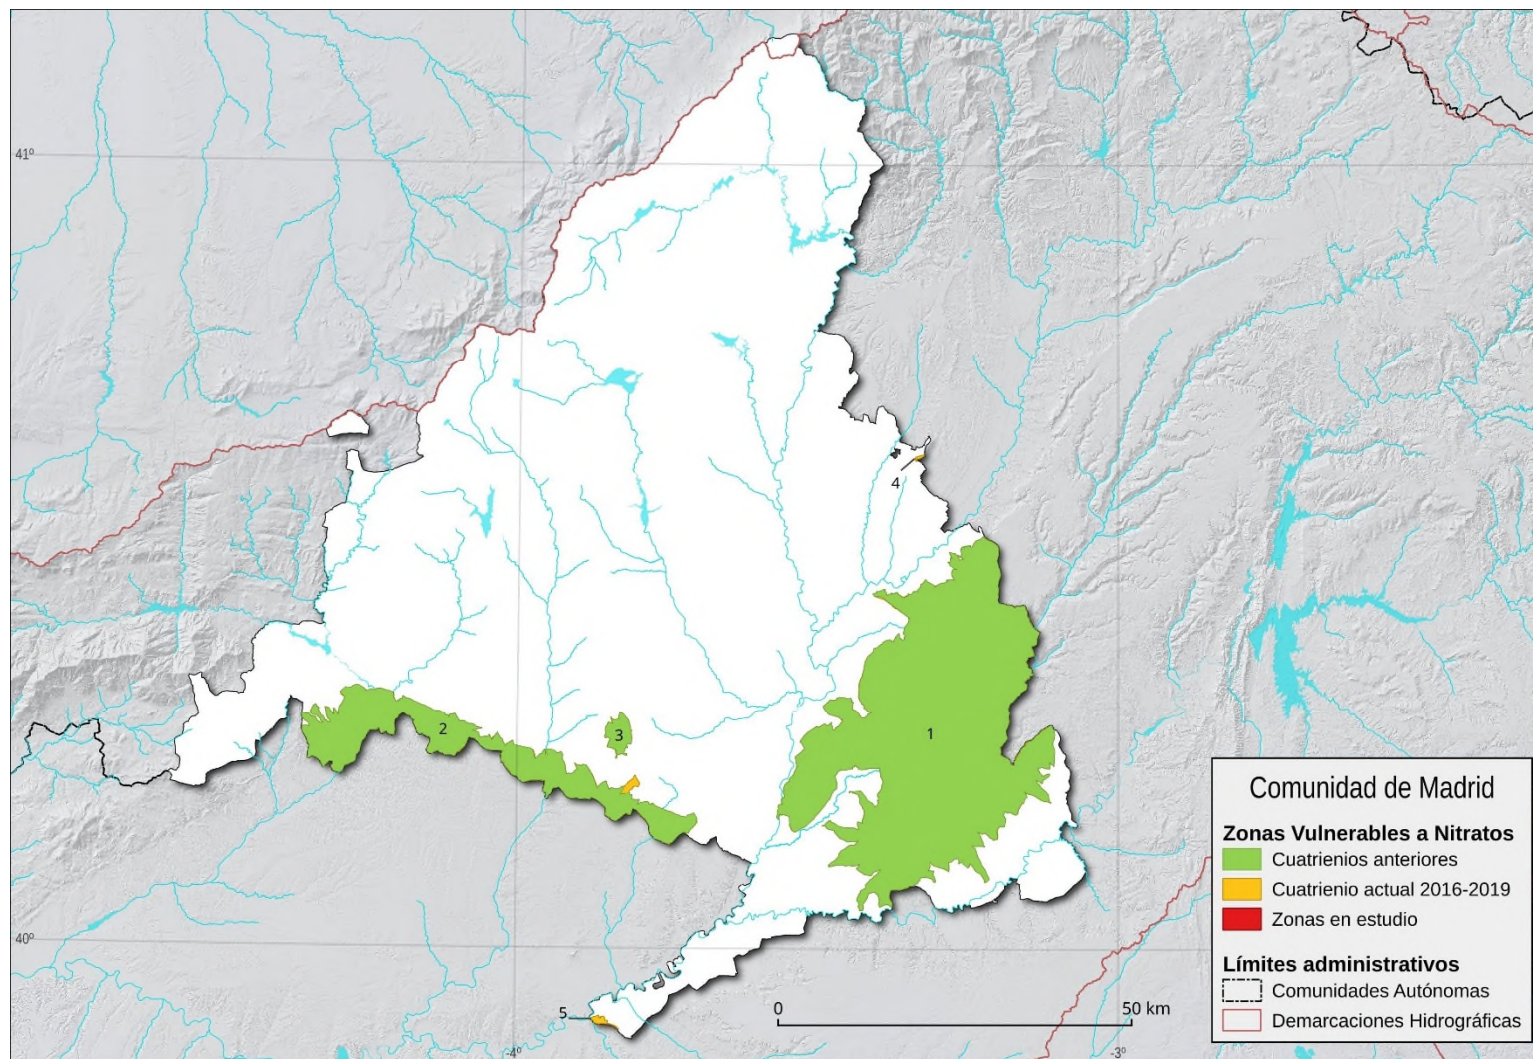 41º
4
2
3
1
40º
5
-4º
-3º
0
50 km
Comunidad de Madrid
Zonas Vulnerables a Nitratos
Cuatrienios anteriores
Cuatrienio actual 2016-2019
Zonas en estudio
Límites administrativos
Comunidades Autónomas
Demarcaciones Hidrográficas